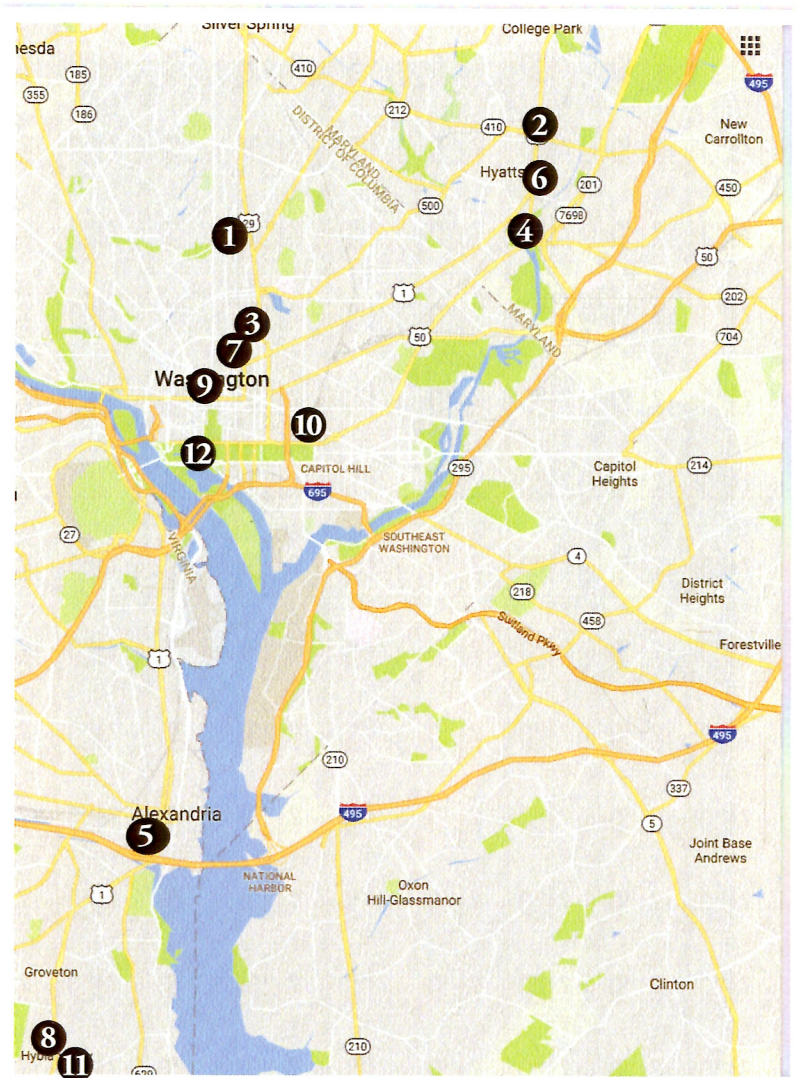 Silver Spring
College Park
esda
185
410
495
355
212
186
410
2
New
Carrollton
MARYLAND
DISTRICT OF COLUMBIA
Hyatts
6
201
450
500
7698
1
29
4
50
1
202
3
MARYLAND
50
704
7
Was
9
gton
10
12
CAPITOL HILL
295
Capitol
Heights
214
695
27
VIRGINIA
SOUTHEAST
WASHINGTON
4
218
District
Heights
458
Suitland Pkwy
Forestville
1
495
210
337
Alexandria
495
5
5
Joint Base
Andrews
NATIONAL
HARBOR
Oxon
Hill-Glassmanor
1
Groveton
Clinton
8
Hybla
11
210
629